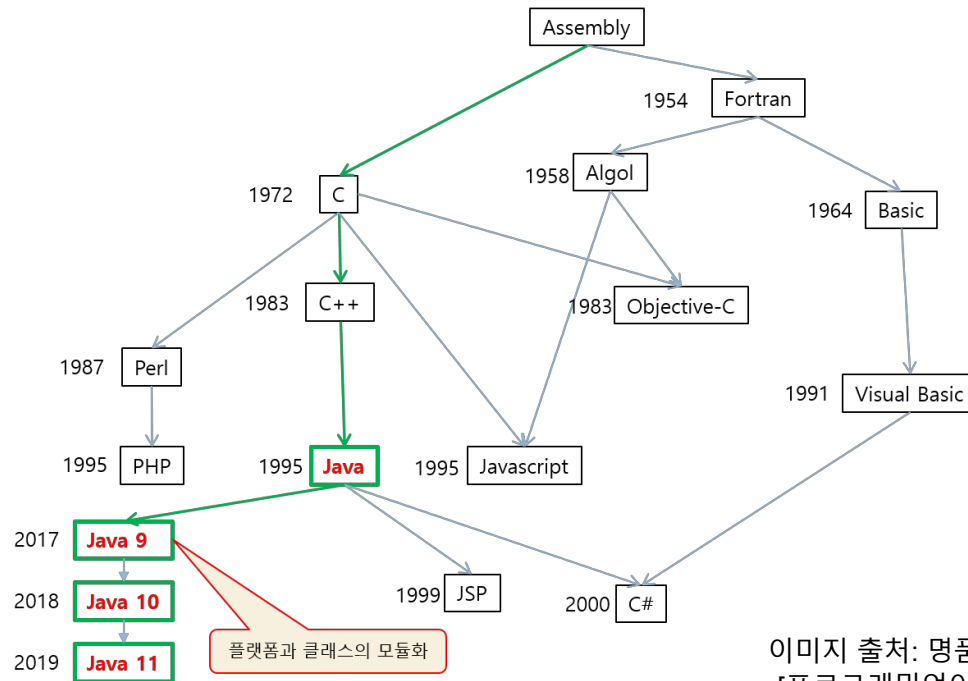 Assembly
1954 Fortran
1958 Algol
1972 C
1964 Basic
1983 C++
1983 Objective-C
1987 Perl
1991 Visual Basic
1995 PHP
1995 Java
1995 Javascript
2017 Java 9
1999 JSP
2000 C#
2018 Java 10
플랫폼과 클래스의 모듈화
2019 Java 11
이미지 출처: 명품